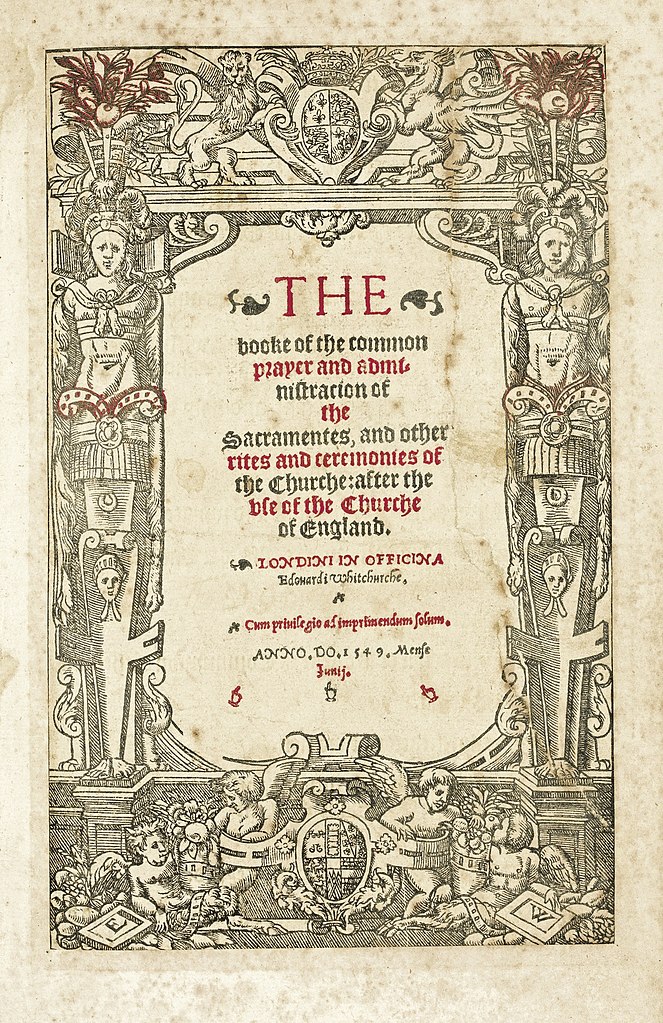 THE
booke of the common
prayer and admi-
nistracion of
the
Sacramentes, and other
rites and ceremonies of
the Churche: after the
vse of the Churche
of England.
LONDINI IN OFFICINA
Edouardi Whitchurche.
Cum priuilegio ad imprimendum solum.
ANNO. DO. 1549. Mense
Junij.
E
W